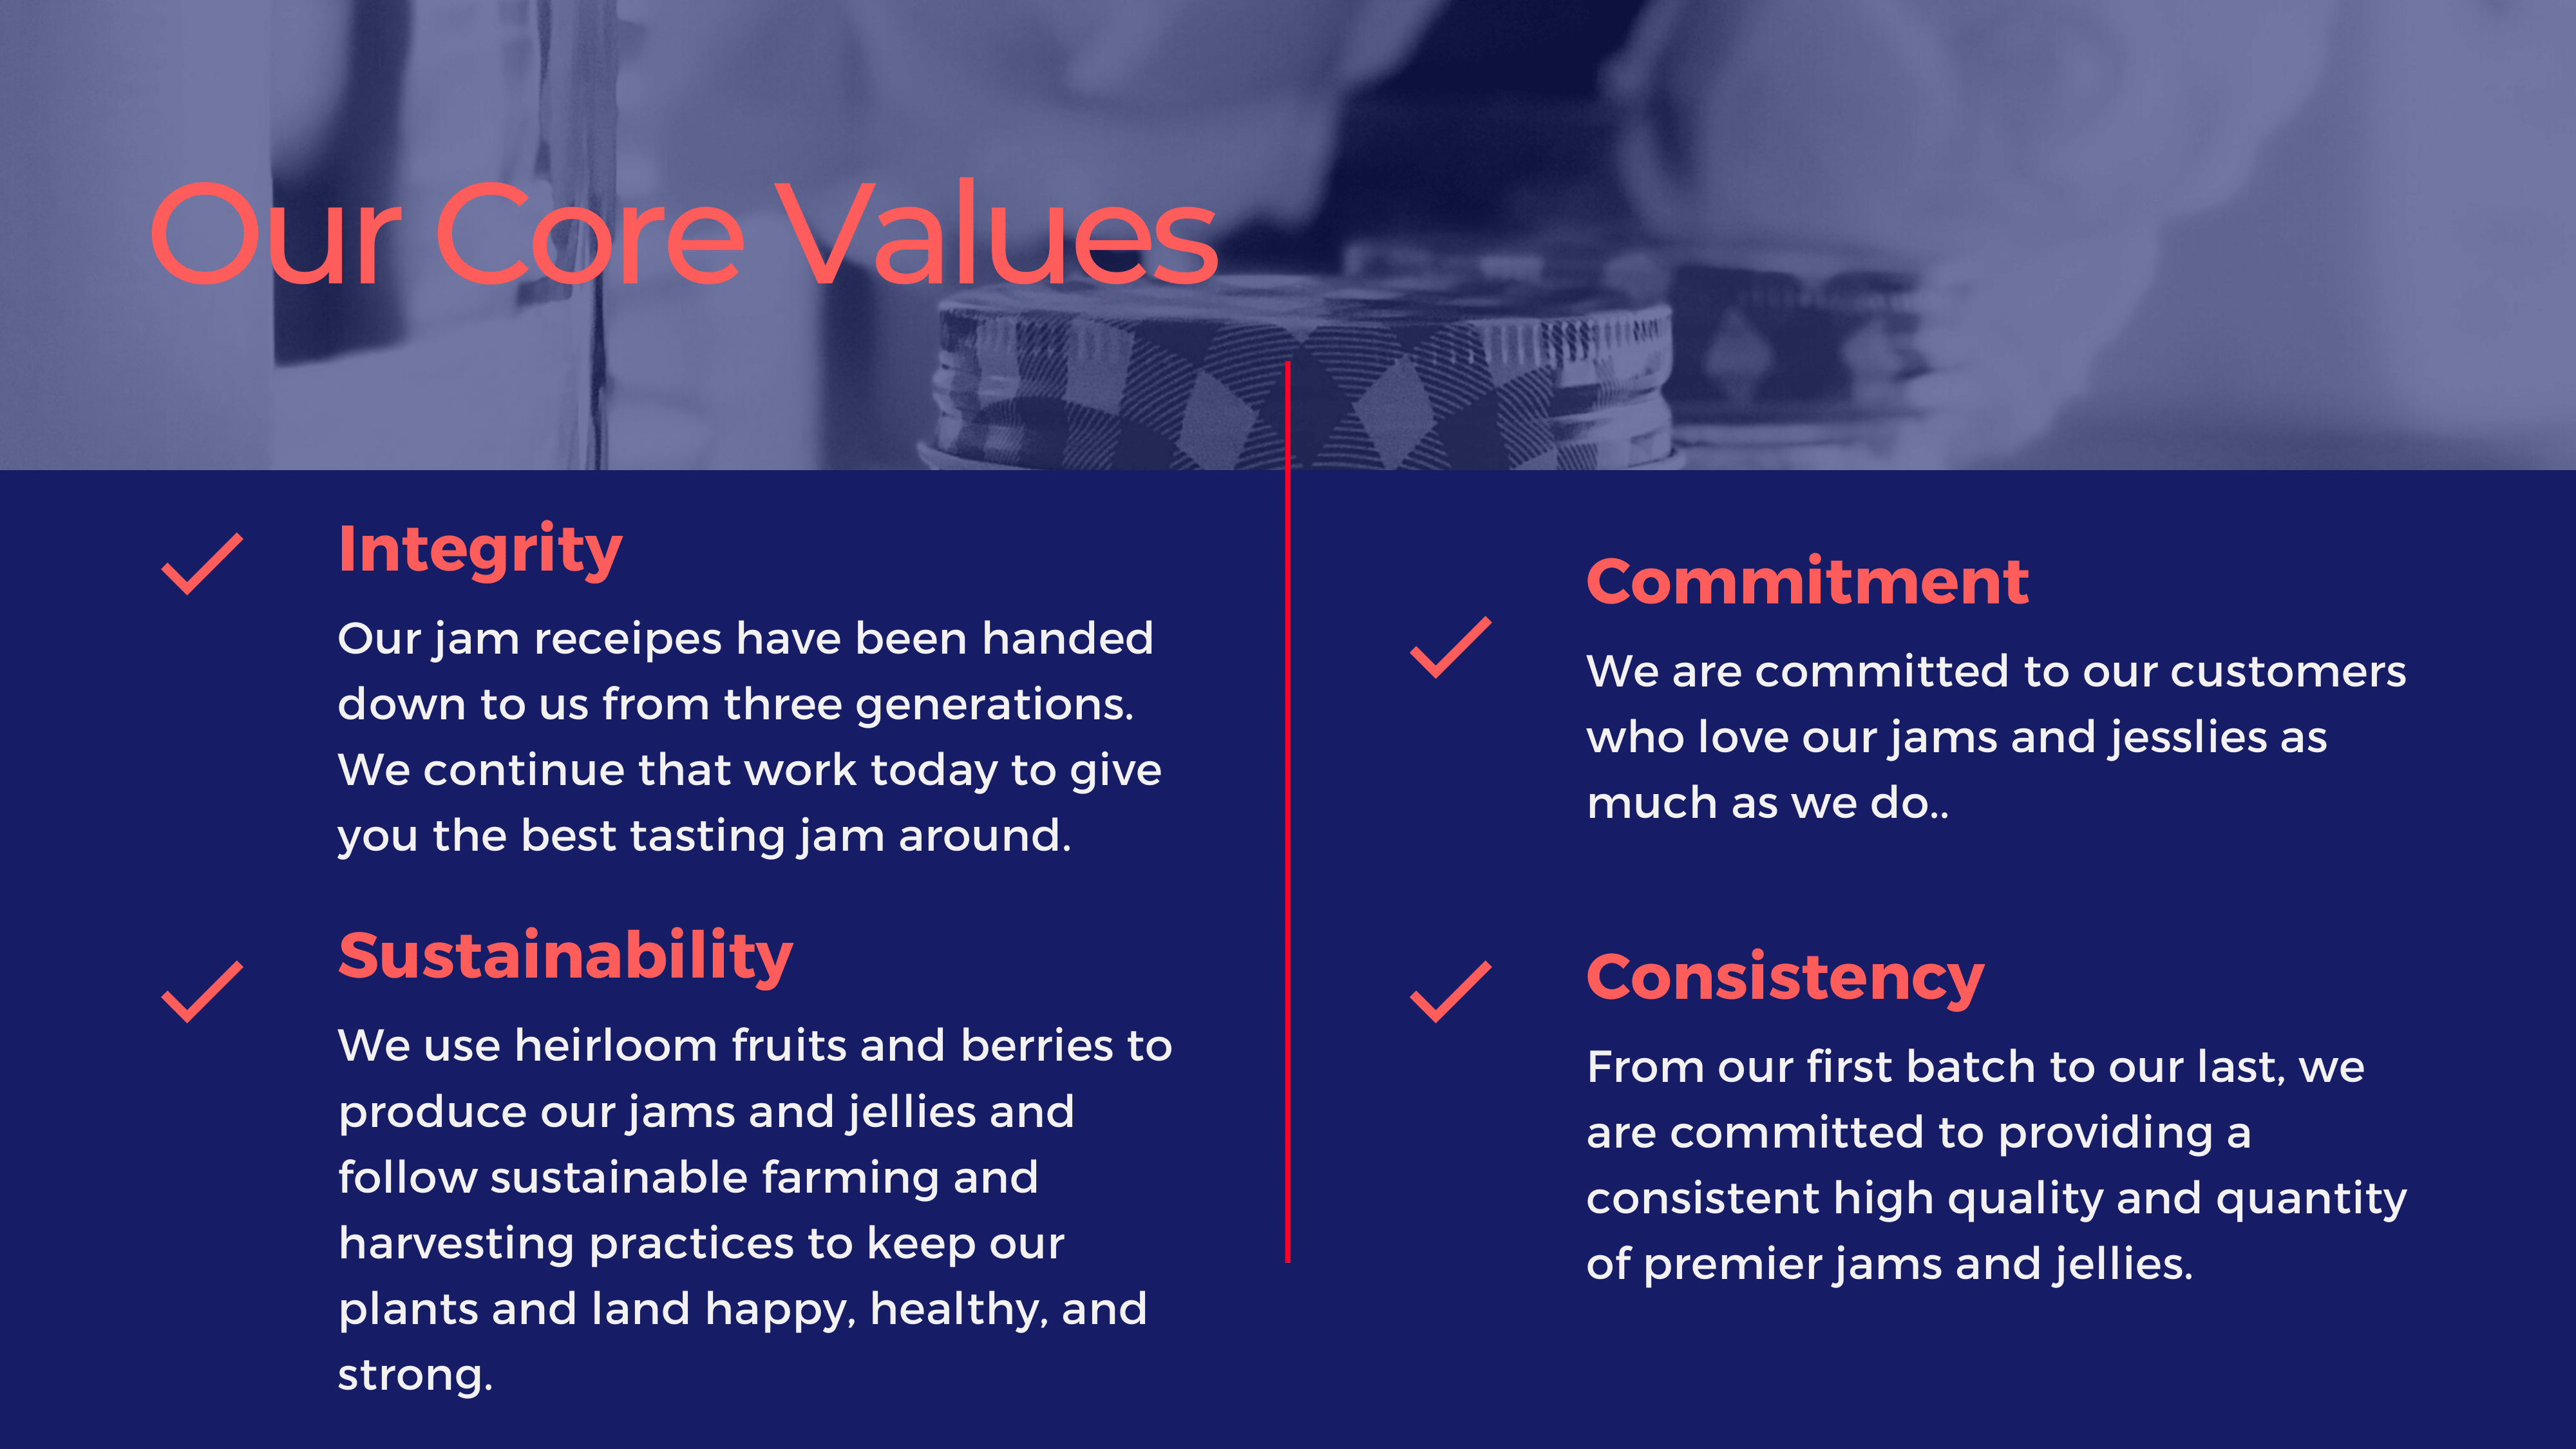 Our Core Values
Integrity
Our jam receipes have been handed
down to us from three generations.
We continue that work today to give
you the best tasting jam around.
Sustainability
We use heirloom fruits and berries to
produce our jams and jellies and
follow sustainable farming and
harvesting practices to keep our
plants and land happy, healthy, and
strong.
Commitment
We are committed to our customers
who love our jams and jesslies as
much as we do..
Consistency
From our first batch to our last, we
are committed to providing a
consistent high quality and quantity
of premier jams and jellies.